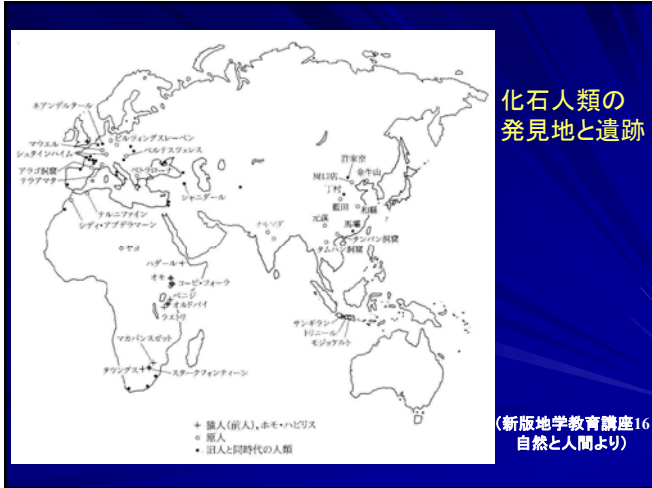 化石人類の
発見地と遺跡
ネアンデルタール
マウエル
ビルツィングスレーベン
シュタインハイム
ベルテスゾレス
アラゴ洞窟
ペトラローナ
テラアマタ
シャニダール
テルニファイン
シディ・アブデラマーン
ヤヨ
ハダール
オモ
コービ・フォーラ
ペニジ
オルドバイ
ラエトリ
マカパンスガット
タウングス
スタークフォンティーン
ナルマダ
許家窑
周口店
金牛山
丁村
藍田
和縣
元謀
馬壩
タンバン洞窟
タムハン洞窟
サンギラン
トリニール
モジョケルト
+ 猿人(前人),ホモ・ハビリス
○ 原人
• 旧人と同時代の人類
(新版地学教育講座16
自然と人間より)